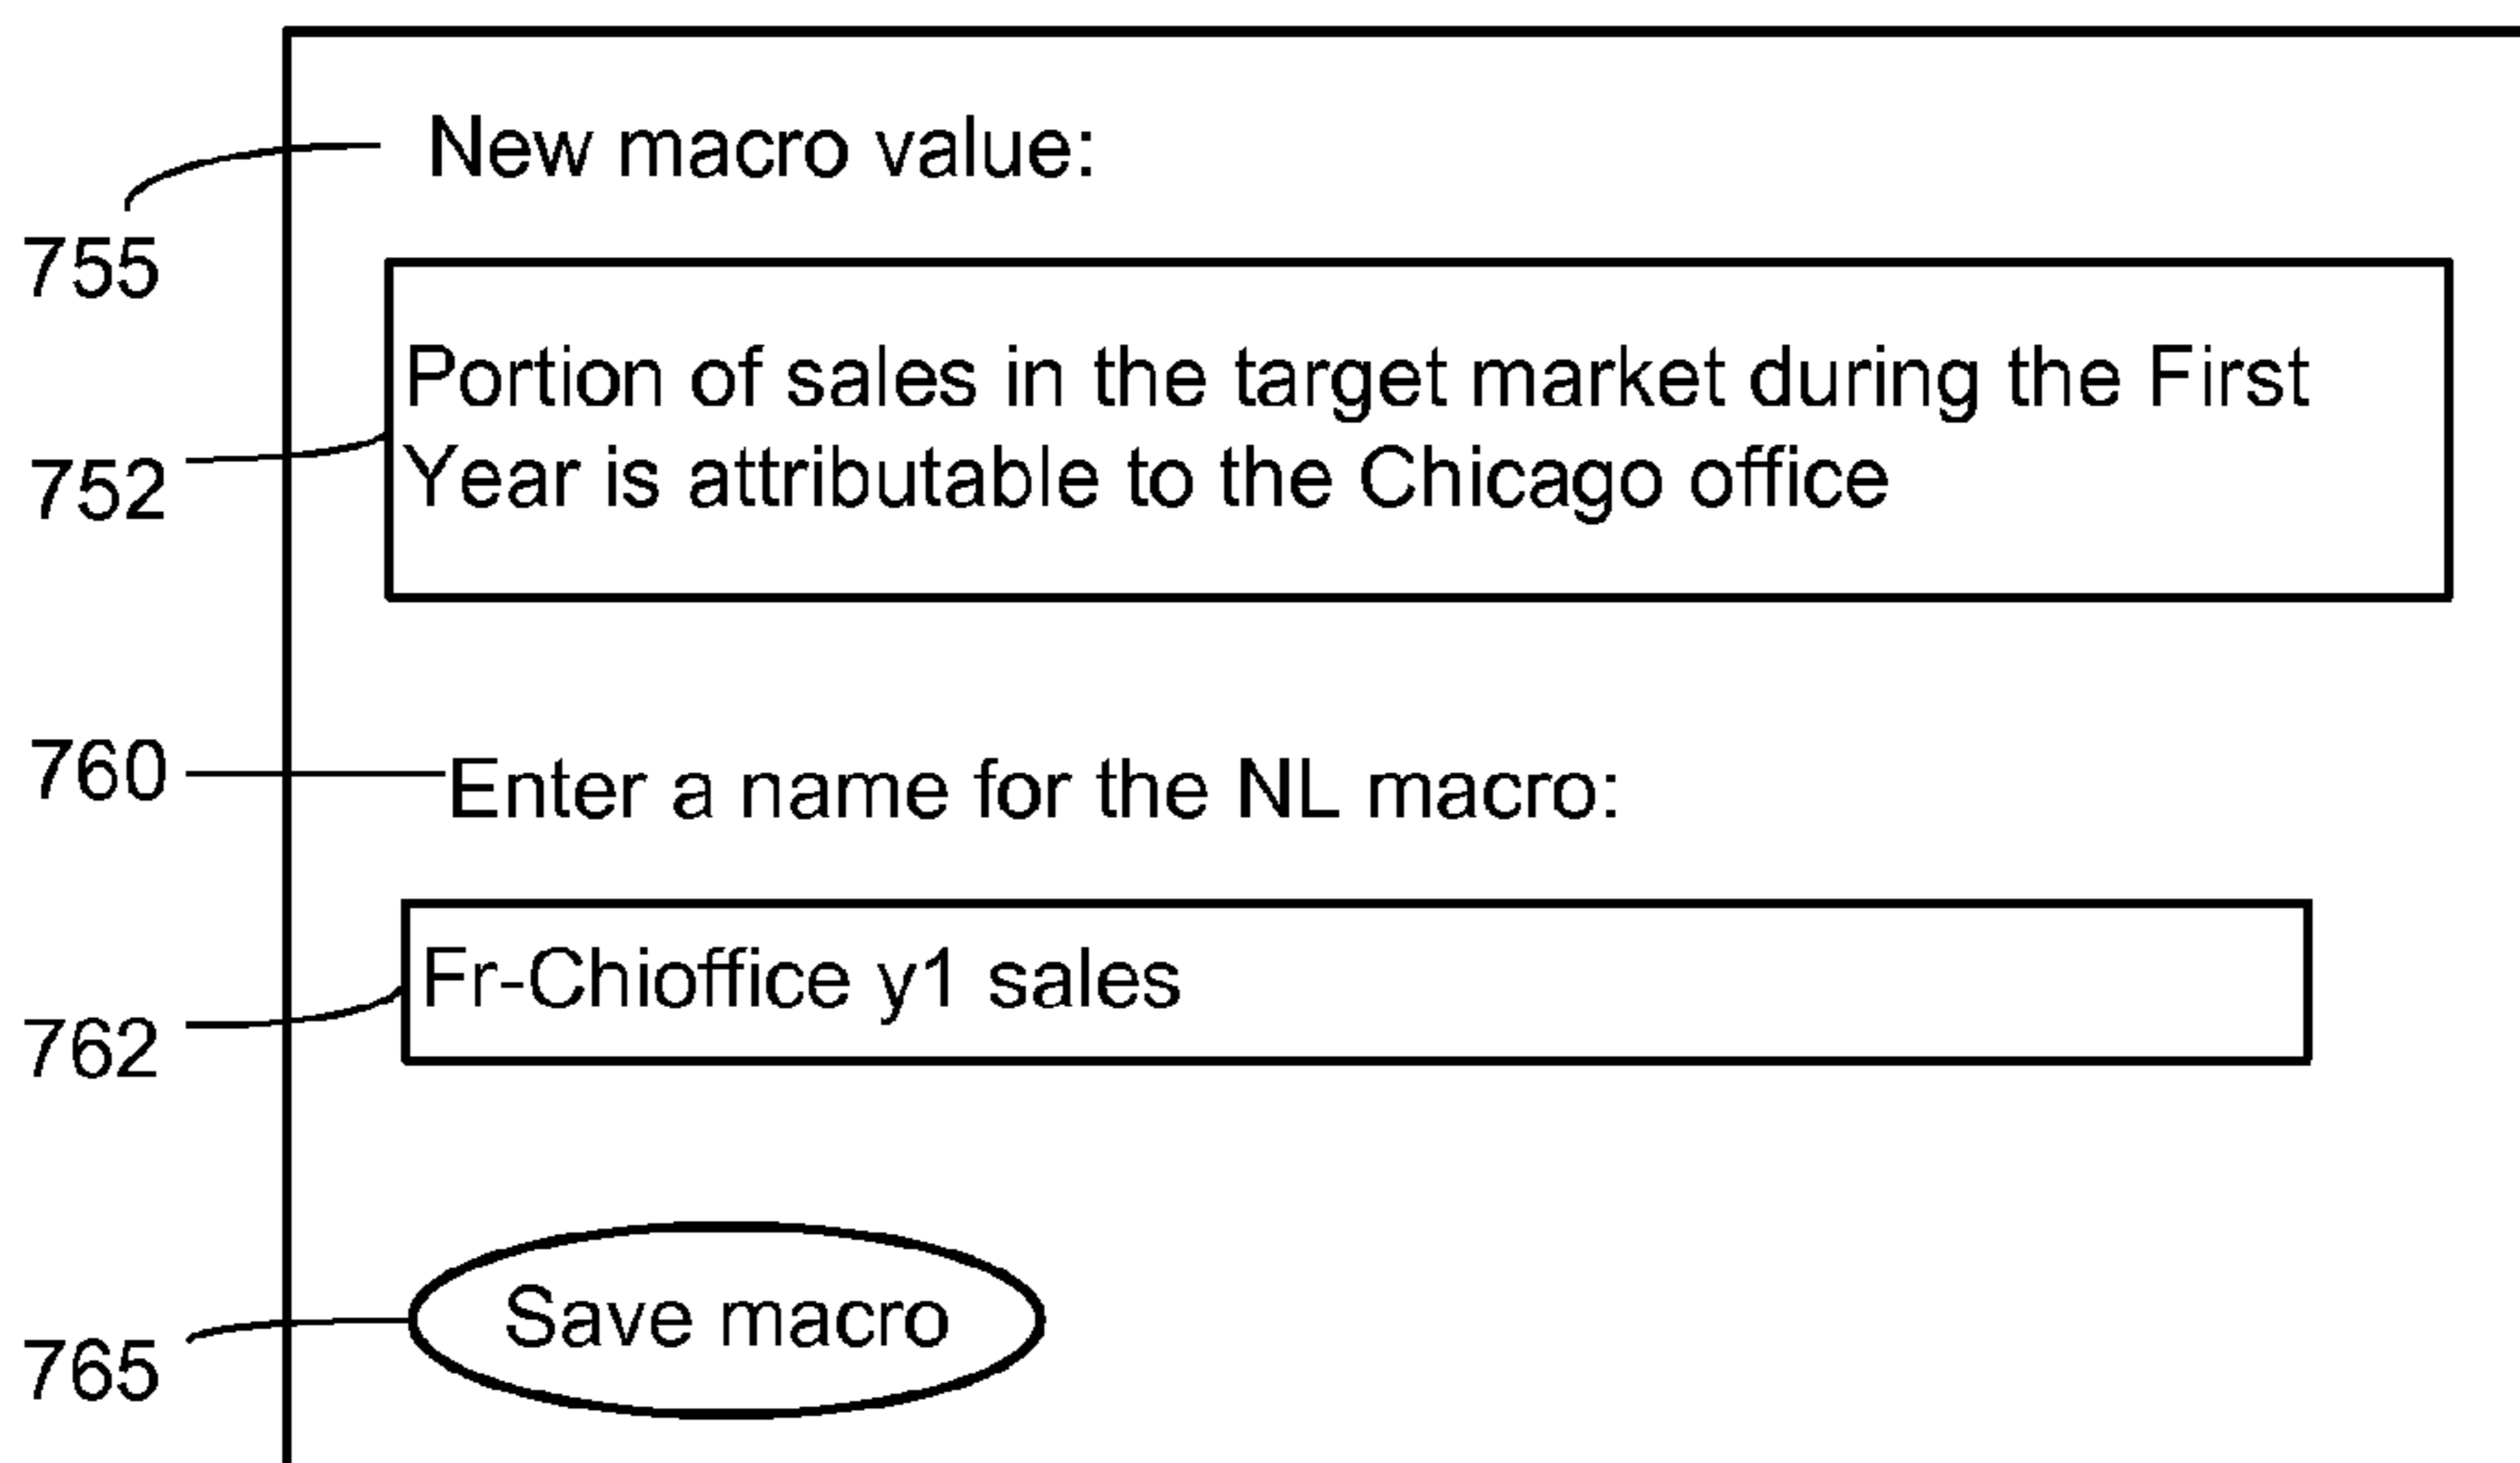 New macro value:
755
Portion of sales in the target market during the First
Year is attributable to the Chicago office
752
760
Enter a name for the NL macro:
Fr-Chioffice y1 sales
762
Save macro
765